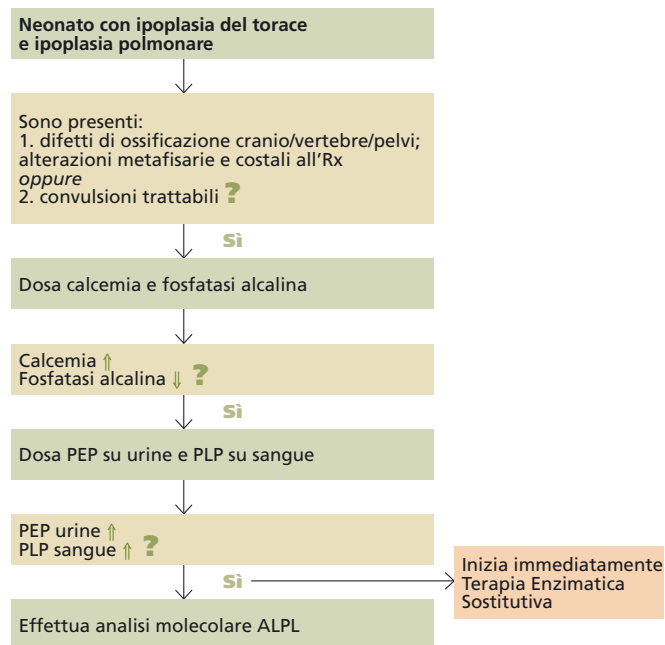 Neonato con ipoplasia del torace
e ipoplasia polmonare
Sono presenti:
1. difetti di ossificazione cranio/vertebre/pelvi;
alterazioni metafisarie e costali all'Rx
oppure
2. convulsioni trattabili ?
Sì
Dosa calcemia e fosfatasi alcalina
Calcemia ⇑
Fosfatasi alcalina ⇓ ?
Sì
Dosa PEP su urine e PLP su sangue
PEP urine ⇑
PLP sangue ⇑ ?
Sì
Inizia immediatamente
Terapia Enzimatica
Sostitutiva
Effettua analisi molecolare ALPL